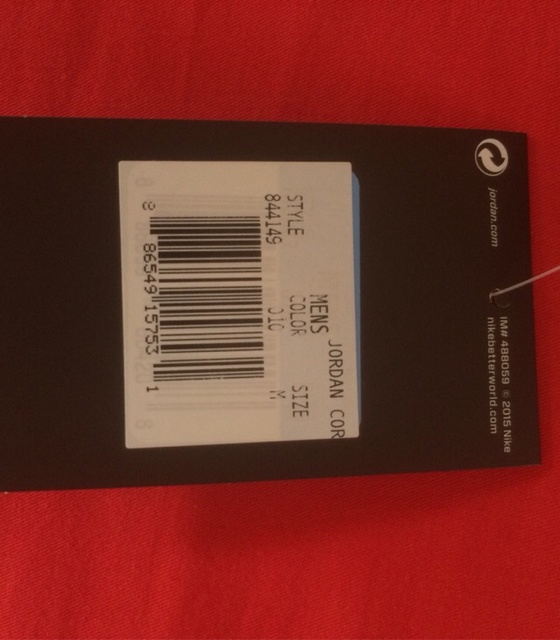 jordan.com
IM# 488059 © 2015 Nike
nikebetterworld.com
JORDAN COR
MENS
STYLE COLOR SIZE
844149 010 M
8 86549 15753 1